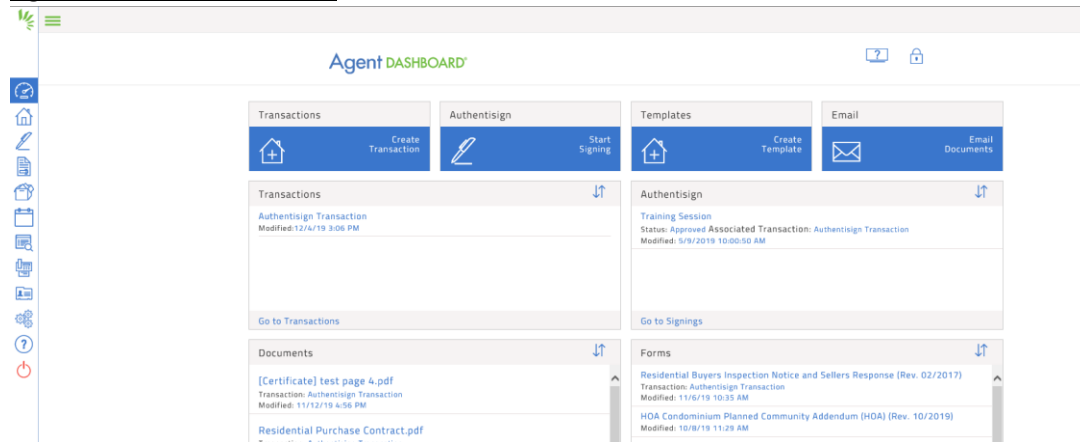 Agent DASHBOARD®
Transactions
Authentisign
Templates
Email
Create
Transaction
Start
Signing
Create
Template
Email
Documents
Transactions
Authentisign Transaction
Modified:12/4/19 3:06 PM
Go to Transactions
Authentisign
Training Session
Status: Approved Associated Transaction: Authentisign Transaction
Modified: 5/9/2019 10:00:50 AM
Go to Signings
Documents
[Certificate] test page 4.pdf
Transaction: Authentisign Transaction
Modified: 11/12/19 4:56 PM
Residential Purchase Contract.pdf
Forms
Residential Buyers Inspection Notice and Sellers Response (Rev. 02/2017)
Transaction: Authentisign Transaction
Modified: 11/6/19 10:35 AM
HOA Condominium Planned Community Addendum (HOA) (Rev. 10/2019)
Modified: 10/8/19 11:29 AM